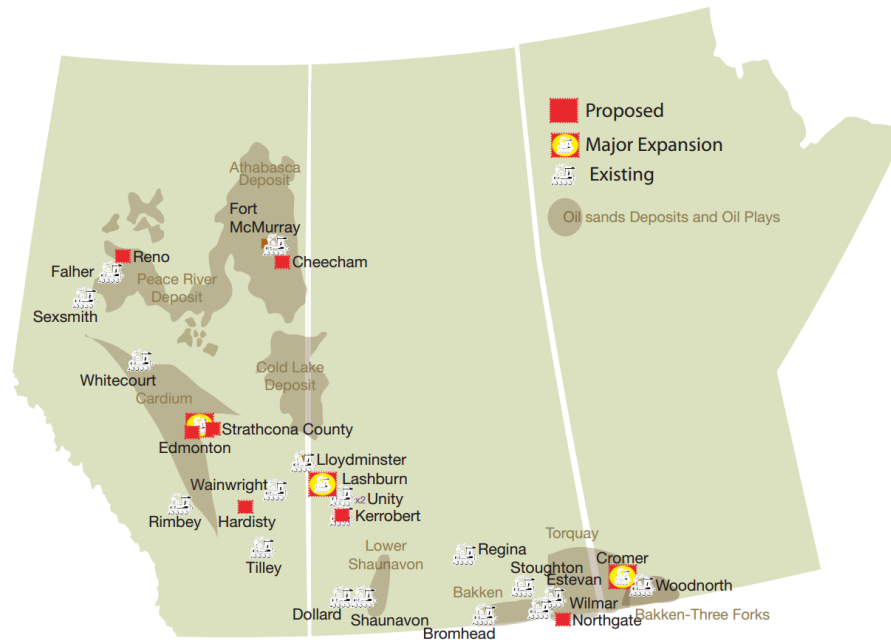 Proposed
Major Expansion
Existing
Oil sands Deposits and Oil Plays
Athabasca
Deposit
Fort
McMurray
Reno
Cheecham
Falher
Peace River
Deposit
Sexsmith
Whitecourt
Cold Lake
Deposit
Cardium
Strathcona County
Edmonton
Lloydminster
Wainwright
Lashburn
x2 Unity
Rimbey
Hardisty
Kerrobert
Tilley
Lower
Shaunavon
Regina
Torquay
Cromer
Stoughton
Estevan
Bakken
Woodnorth
Dollard
Shaunavon
Wilmar
Bakken-Three Forks
Northgate
Bromhead